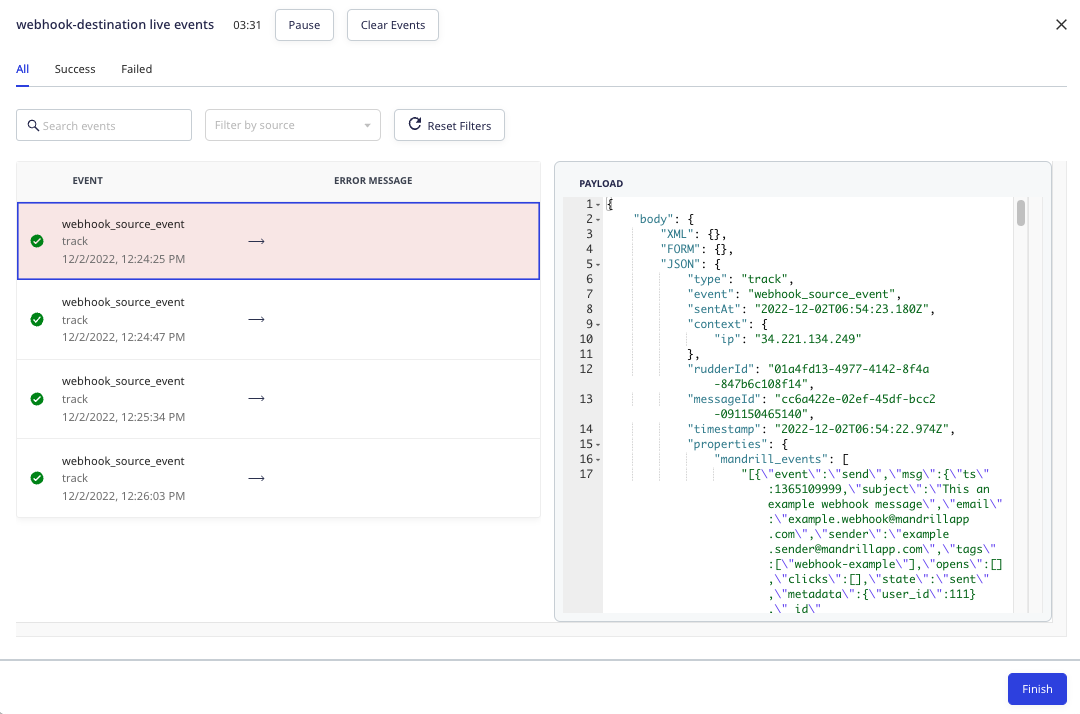 webhook-destination live events 03:31 Pause Clear Events
All Success Failed
Search events Filter by source Reset Filters
EVENT ERROR MESSAGE
webhook_source_event
track
12/2/2022, 12:24:25 PM
webhook_source_event
track
12/2/2022, 12:24:47 PM
webhook_source_event
track
12/2/2022, 12:25:34 PM
webhook_source_event
track
12/2/2022, 12:26:03 PM
PAYLOAD
1 {
2 "body": {
3 "XML": {},
4 "FORM": {},
5 "JSON": {
6 "type": "track",
7 "event": "webhook_source_event",
8 "sentAt": "2022-12-02T06:54:23.180Z",
9 "context": {
10 "ip": "34.221.134.249"
11 },
12 "rudderId": "01a4fd13-4977-4142-8f4a
-847b6c108f14",
13 "messageId": "cc6a422e-02ef-45df-bcc2
-091150465140",
14 "timestamp": "2022-12-02T06:54:22.974Z",
15 "properties": {
16 "mandrill_events": [
17 "[{\"event\":\"send\",\"msg\":{\"ts\"
:1365109999,\"subject\":\"This an
example webhook message\",\"email\"
:\"example.webhook@mandrillapp
.com\",\"sender\":\"example
.sender@mandrillapp.com\",\"tags\"
:[\"webhook-example\"],\"opens\":[]
,\"clicks\":[],\"state\":\"sent\"
,\"metadata\":{\"user_id\":111}
,\"_id\"
Finish